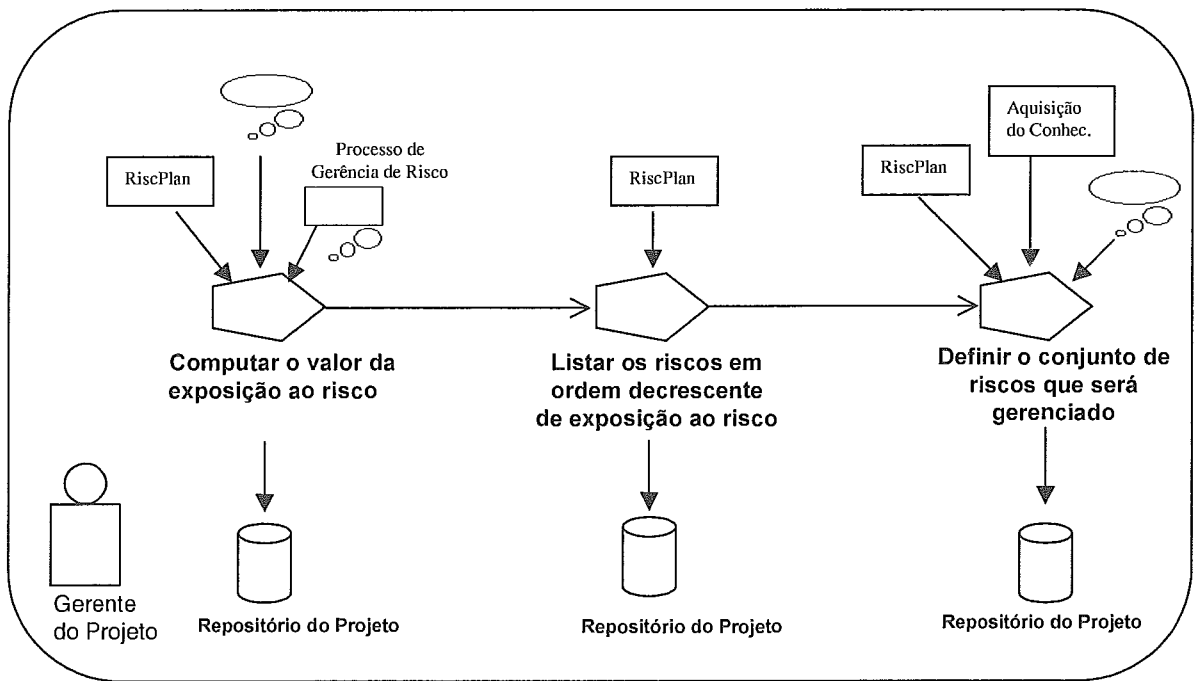 Processo de
Gerência de Risco
RiscPlan
RiscPlan
RiscPlan
Aquisição
do Conhec.
Computar o valor da
exposição ao risco
Listar os riscos em
ordem decrescente
de exposição ao risco
Definir o conjunto de
riscos que será
gerenciado
Gerente
do Projeto
Repositório do Projeto
Repositório do Projeto
Repositório do Projeto